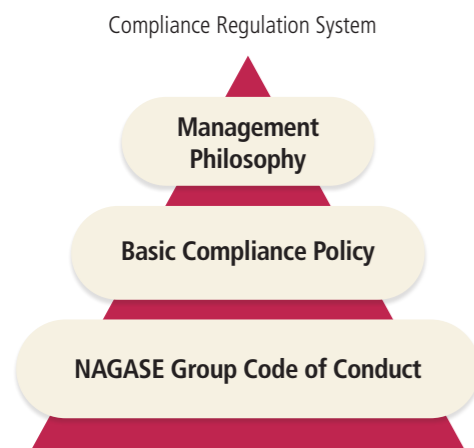 Compliance Regulation System
Management
Philosophy
Basic Compliance Policy
NAGASE Group Code of Conduct